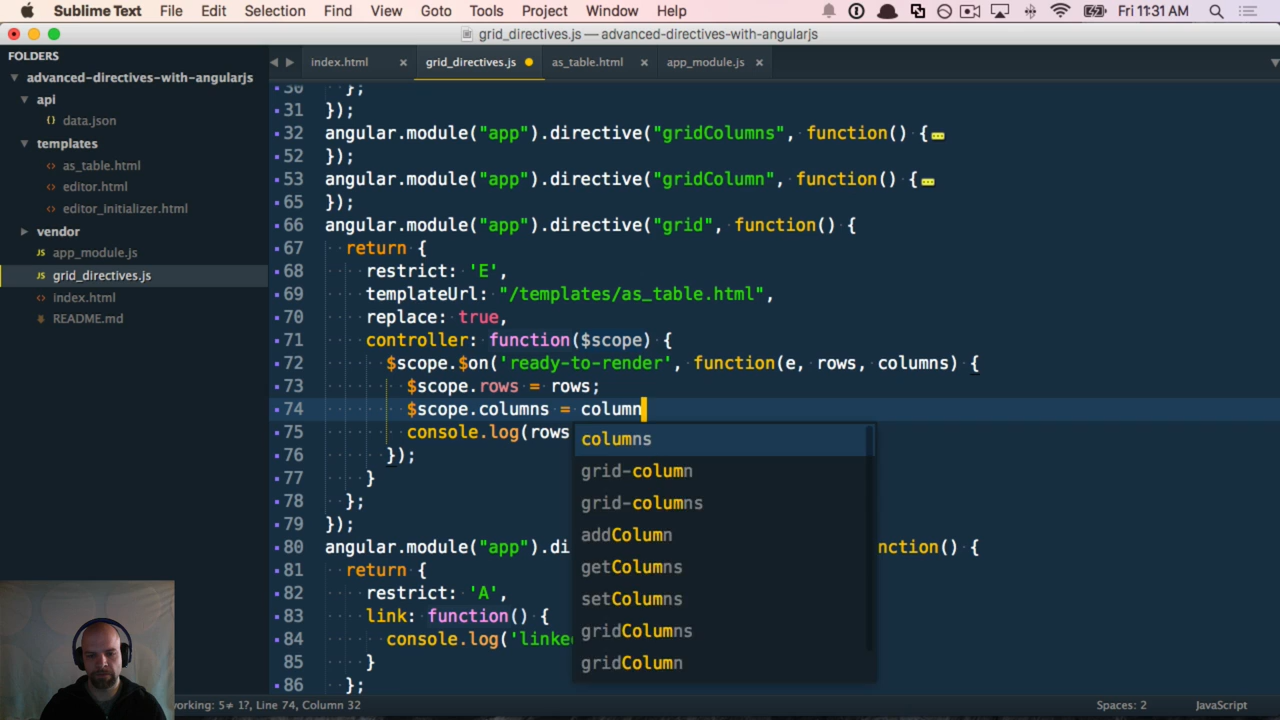 Sublime Text File Edit Selection Find View Goto Tools Project Window Help Fri 11:31 AM
grid_directives.js — advanced-directives-with-angularjs
FOLDERS
advanced-directives-with-angularjs
api
data.json
templates
as_table.html
editor.html
editor_initializer.html
vendor
app_module.js
grid_directives.js
index.html
README.md
index.html grid_directives.js as_table.html app_module.js
30 };
31 });
32 angular.module("app").directive("gridColumns", function() {
52 });
53 angular.module("app").directive("gridColumn", function() {
65 });
66 angular.module("app").directive("grid", function() {
67 return {
68 restrict: 'E',
69 templateUrl: "/templates/as_table.html",
70 replace: true,
71 controller: function($scope) {
72 $scope.$on('ready-to-render', function(e, rows, columns) {
73 $scope.rows = rows;
74 $scope.columns = column
75 console.log(rows
76 });
77 }
78 };
79 });
80 angular.module("app").di nction() {
81 return {
82 restrict: 'A',
83 link: function() {
84 console.log('linke
85 }
86 };
columns
grid-column
grid-columns
addColumn
getColumns
setColumns
gridColumns
gridColumn
working: 5≠ 1?, Line 74, Column 32 Spaces: 2 JavaScript